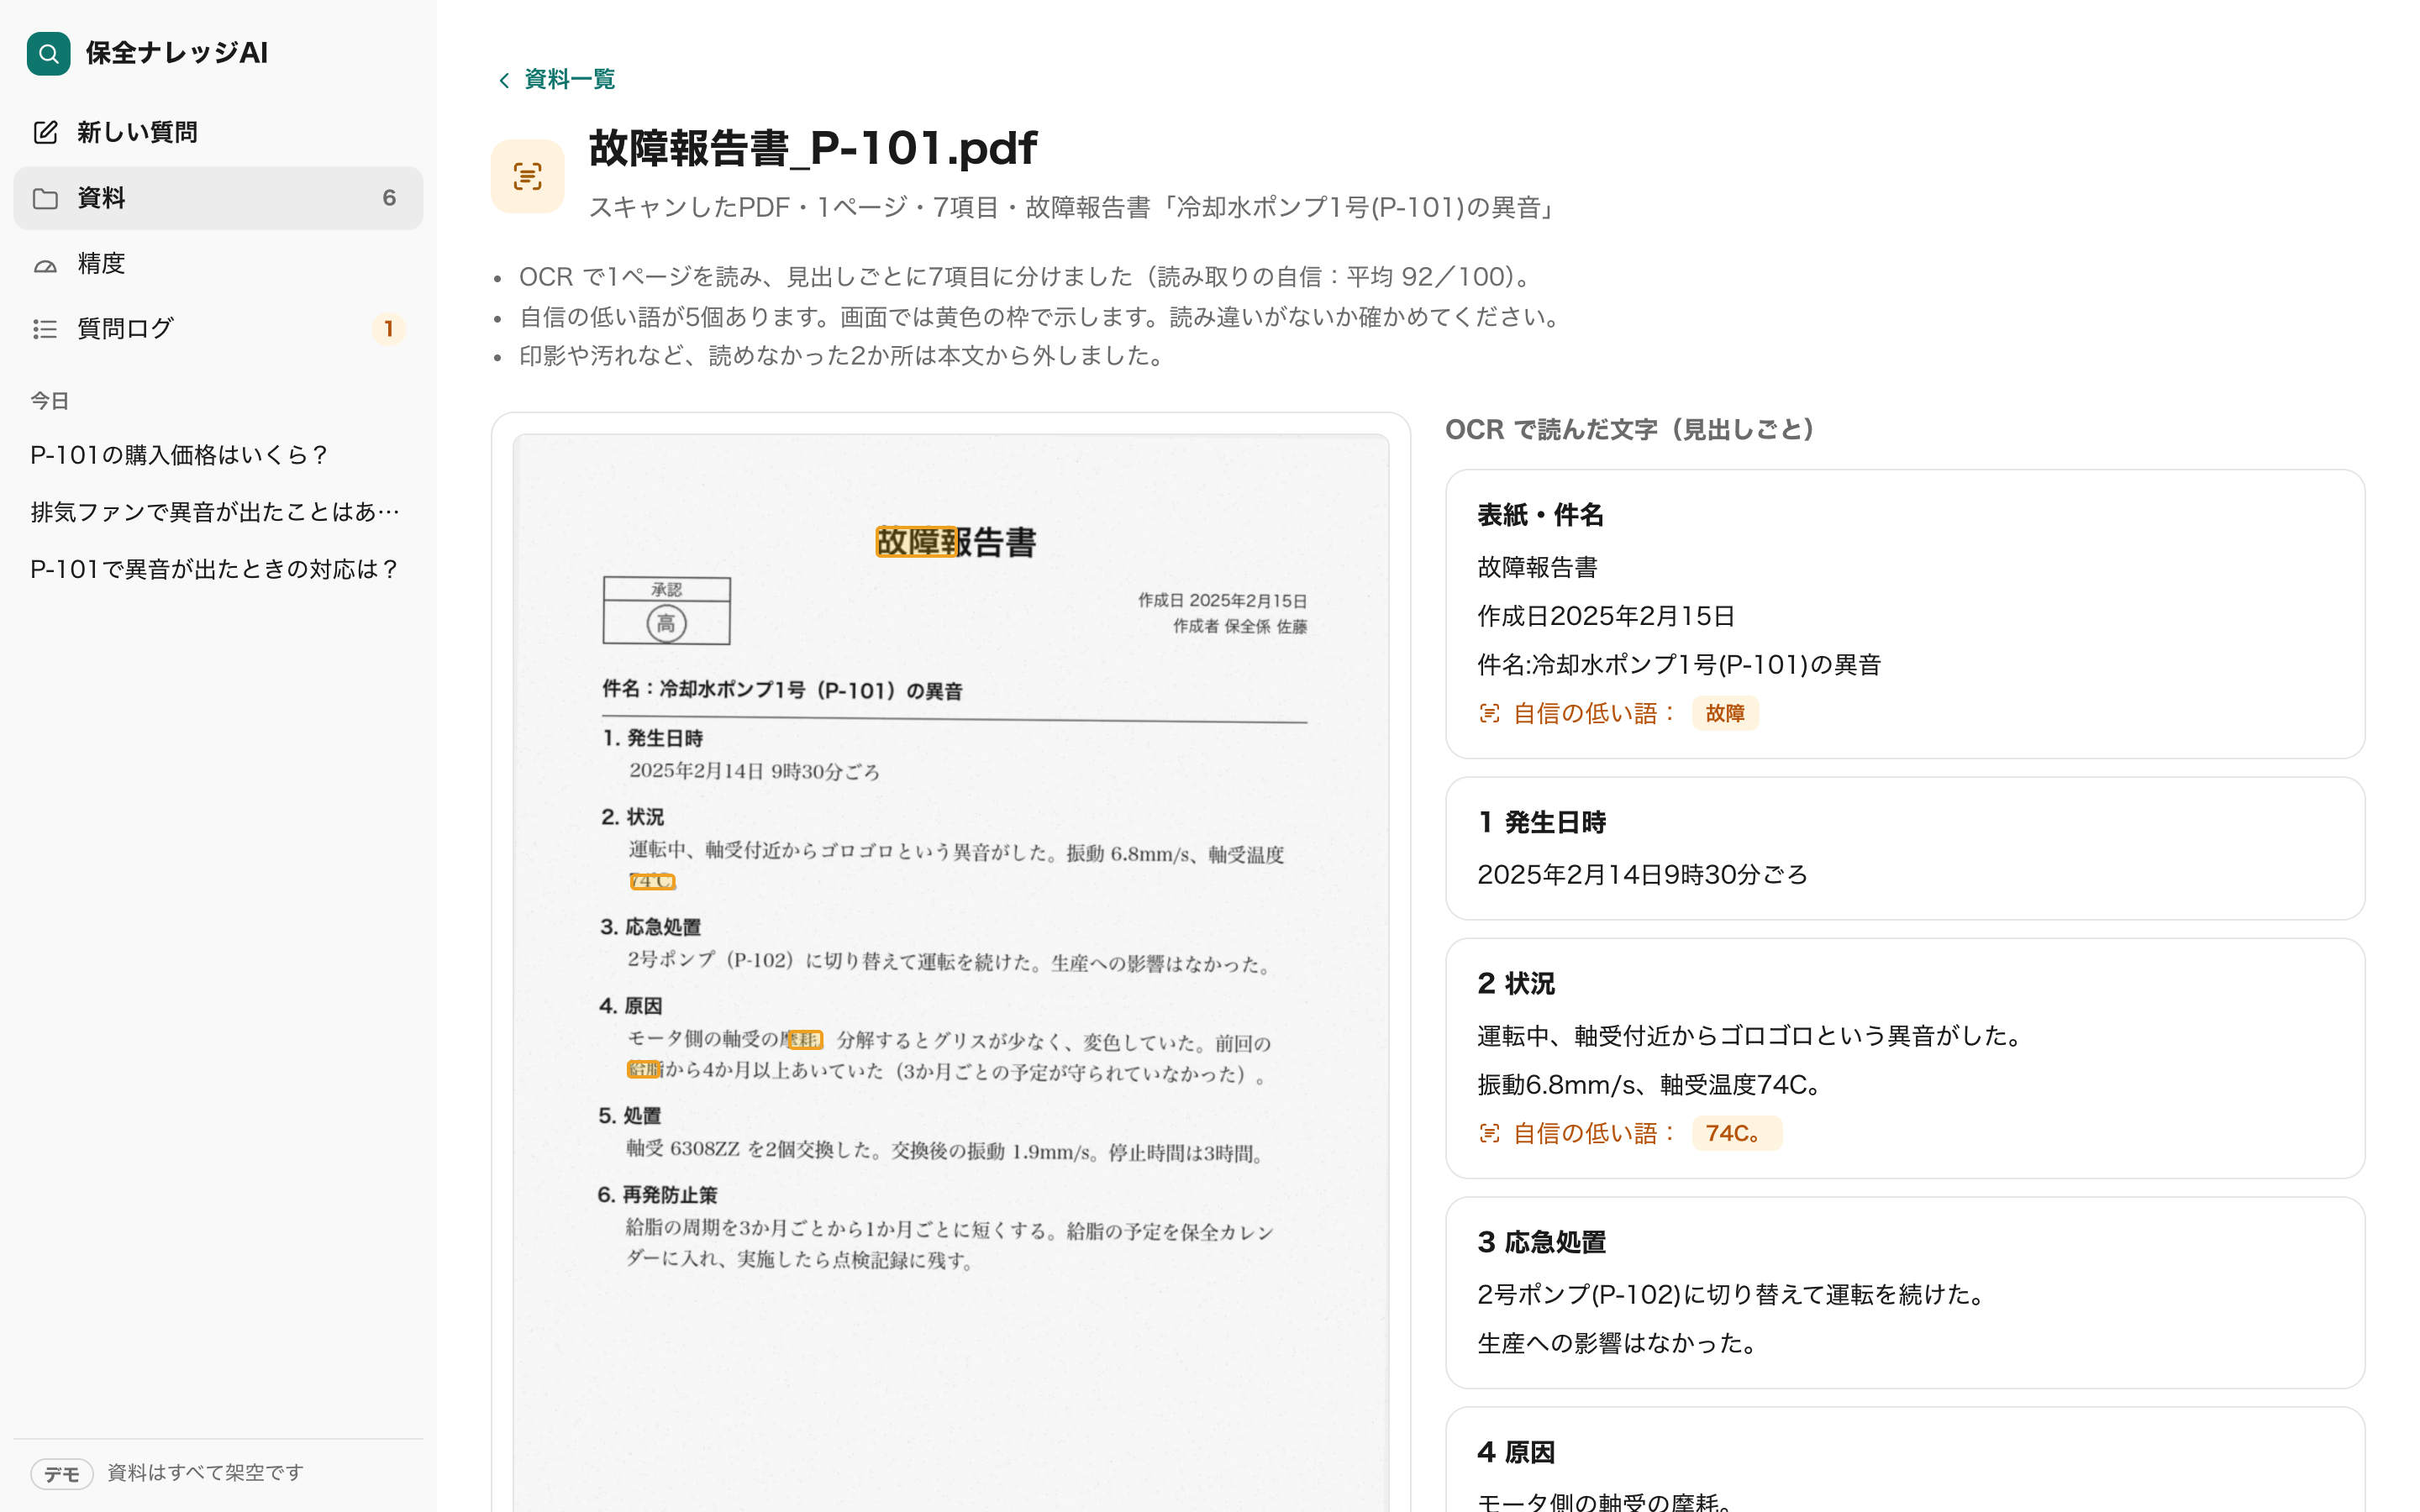 保全ナレッジAI
新しい質問
資料 6
精度
質問ログ 1
今日
P-101の購入価格はいくら？
排気ファンで異音が出たことはあ…
P-101で異音が出たときの対応は？
デモ 資料はすべて架空です
資料一覧
故障報告書_P-101.pdf
スキャンしたPDF・1ページ・7項目・故障報告書「冷却水ポンプ1号(P-101)の異音」
OCR で1ページを読み、見出しごとに7項目に分けました（読み取りの自信：平均 92／100）。
自信の低い語が5個あります。画面では黄色の枠で示します。読み違いがないか確かめてください。
印影や汚れなど、読めなかった2か所は本文から外しました。
故障報告書
承認
高
作成日 2025年2月15日
作成者 保全係 佐藤
件名：冷却水ポンプ1号（P-101）の異音
1. 発生日時
2025年2月14日 9時30分ごろ
2. 状況
運転中、軸受付近からゴロゴロという異音がした。振動 6.8mm/s、軸受温度
74℃
3. 応急処置
2号ポンプ（P-102）に切り替えて運転を続けた。生産への影響はなかった。
4. 原因
モータ側の軸受の摩耗 分解するとグリスが少なく、変色していた。前回の
給脂から4か月以上あいていた（3か月ごとの予定が守られていなかった）。
5. 処置
軸受 6308ZZ を2個交換した。交換後の振動 1.9mm/s。停止時間は3時間。
6. 再発防止策
給脂の周期を3か月ごとから1か月ごとに短くする。給脂の予定を保全カレン
ダーに入れ、実施したら点検記録に残す。
OCR で読んだ文字（見出しごと）
表紙・件名
故障報告書
作成日2025年2月15日
件名:冷却水ポンプ1号(P-101)の異音
自信の低い語： 故障
1 発生日時
2025年2月14日9時30分ごろ
2 状況
運転中、軸受付近からゴロゴロという異音がした。
振動6.8mm/s、軸受温度74C。
自信の低い語： 74C。
3 応急処置
2号ポンプ(P-102)に切り替えて運転を続けた。
生産への影響はなかった。
4 原因
モータ側の軸受の摩耗。